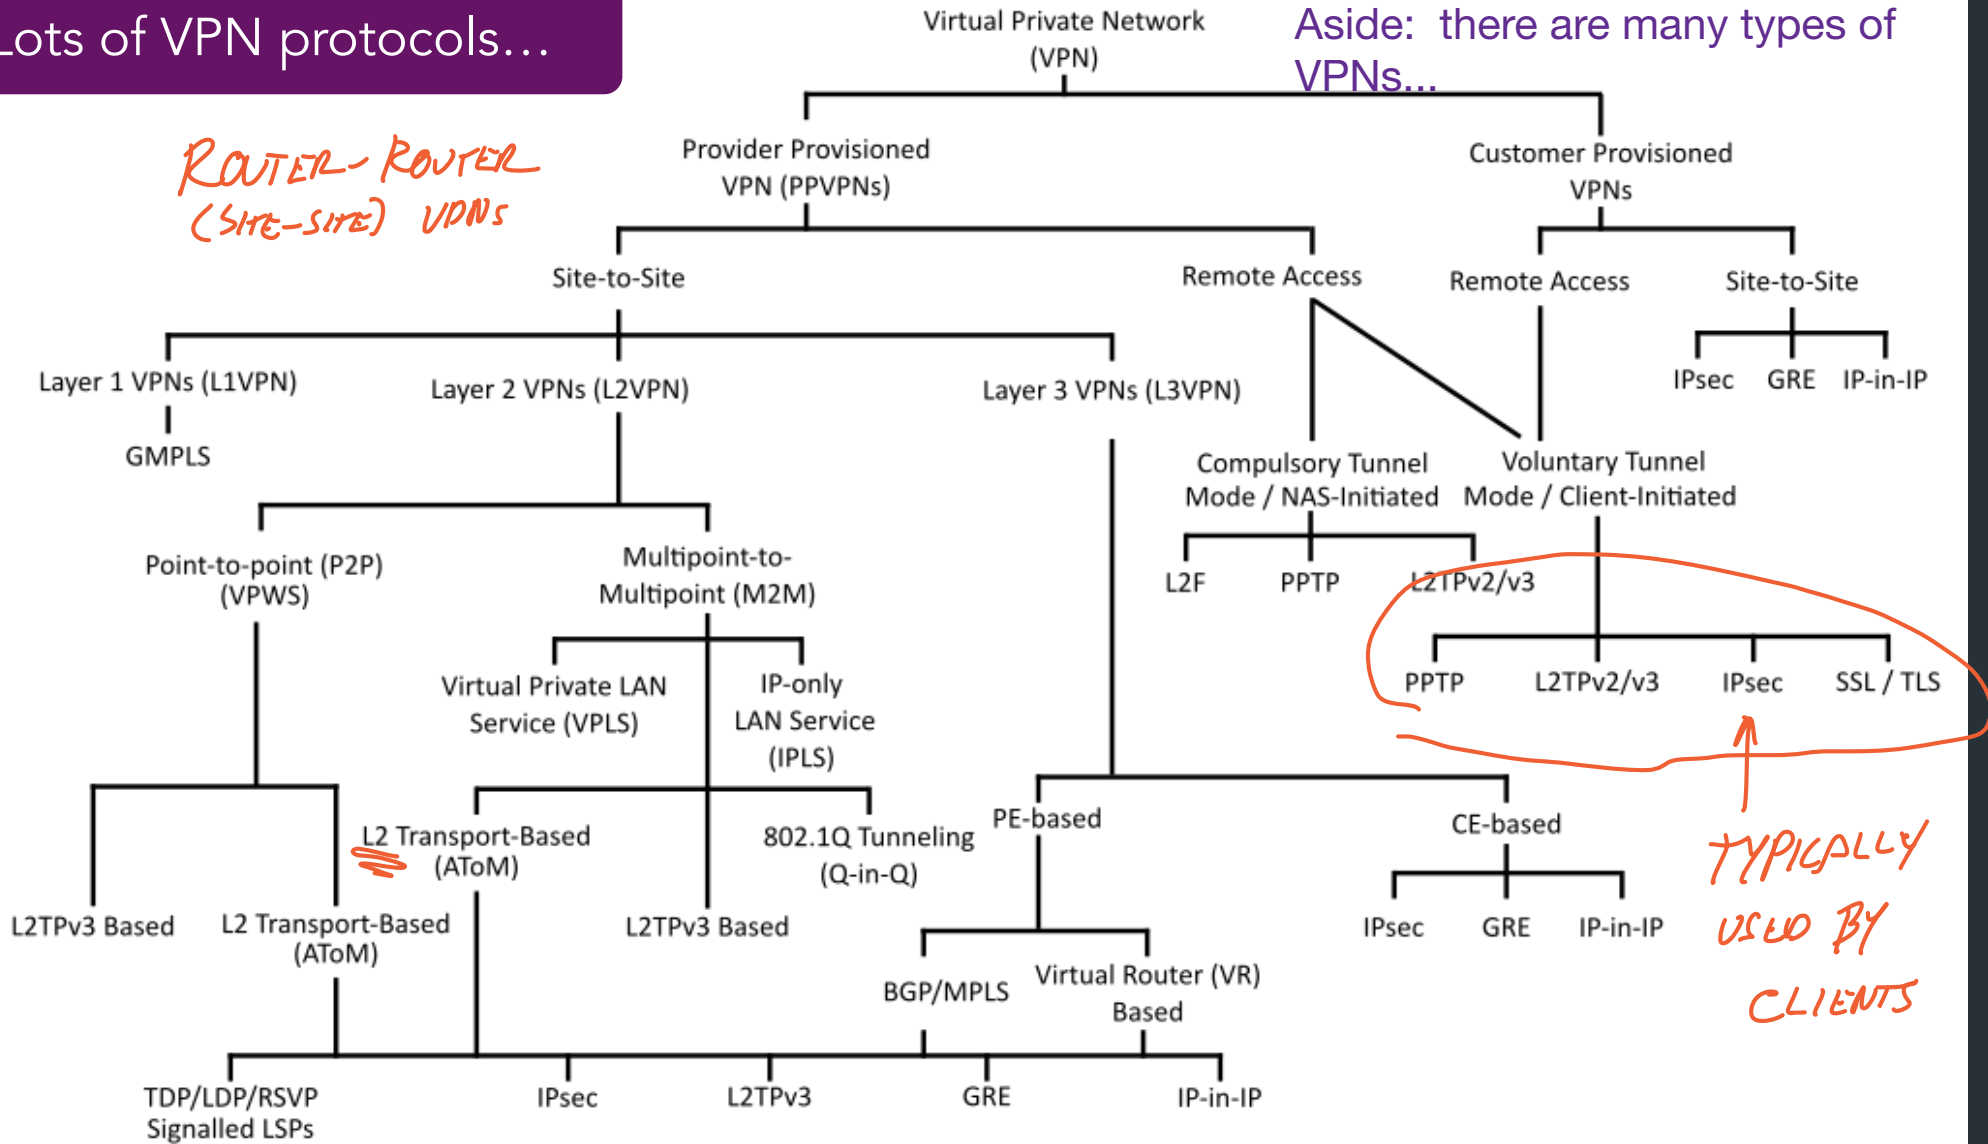 Lots of VPN protocols...
Virtual Private Network
(VPN)
Aside: there are many types of
VPNs...
ROUTER-ROUTER
(SITE-SITE) VPNS
Provider Provisioned
VPN (PPVPNs)
Customer Provisioned
VPNs
Site-to-Site
Remote Access
Remote Access
Site-to-Site
Layer 1 VPNs (L1VPN)
Layer 2 VPNs (L2VPN)
Layer 3 VPNs (L3VPN)
IPsec
GRE
IP-in-IP
GMPLS
Compulsory Tunnel
Mode / NAS-Initiated
Voluntary Tunnel
Mode / Client-Initiated
Point-to-point (P2P)
(VPWS)
Multipoint-to-
Multipoint (M2M)
L2F
PPTP
L2TPv2/v3
Virtual Private LAN
Service (VPLS)
IP-only
LAN Service
(IPLS)
PPTP
L2TPv2/v3
IPsec
SSL / TLS
L2 Transport-Based
(AToM)
802.1Q Tunneling
(Q-in-Q)
PE-based
CE-based
TYPICALLY
USED BY
CLIENTS
L2TPv3 Based
L2 Transport-Based
(AToM)
L2TPv3 Based
IPsec
GRE
IP-in-IP
BGP/MPLS
Virtual Router (VR)
Based
TDP/LDP/RSVP
Signalled LSPs
IPsec
L2TPv3
GRE
IP-in-IP